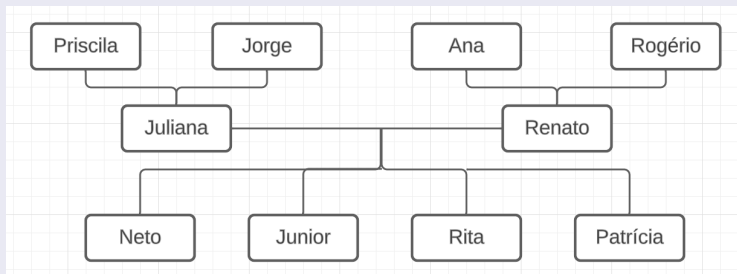 Priscila
Jorge
Ana
Rogério
Juliana
Renato
Neto
Junior
Rita
Patrícia